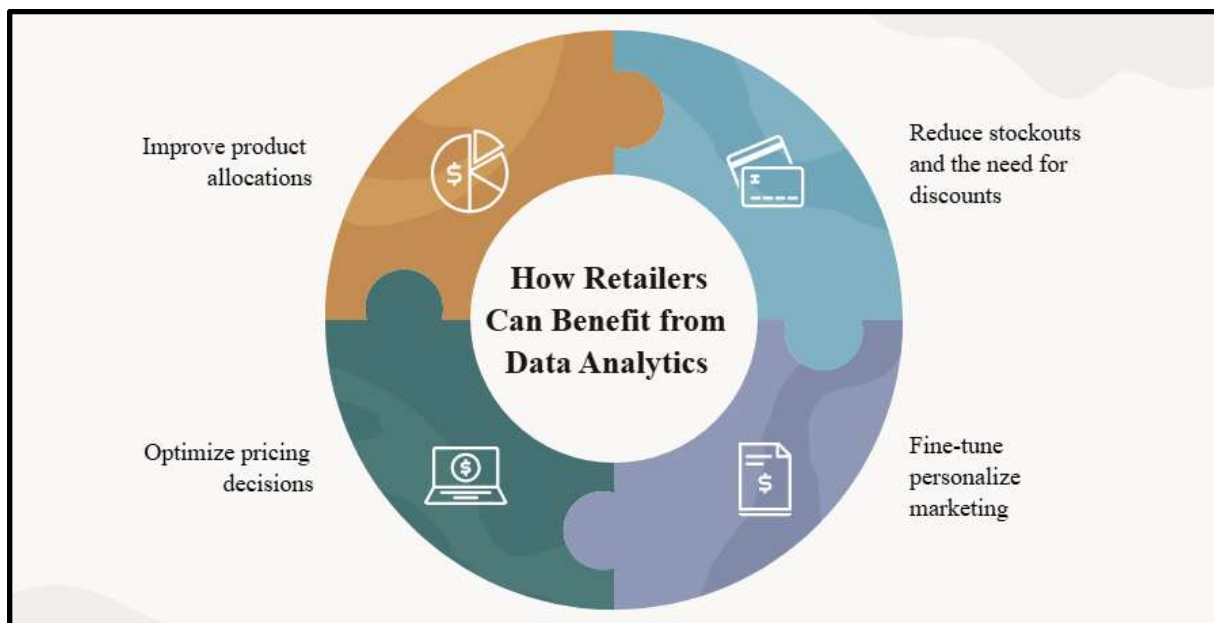 Improve product
allocations
Reduce stockouts
and the need for
discounts
How Retailers
Can Benefit from
Data Analytics
Optimize pricing
decisions
Fine-tune
personalize
marketing